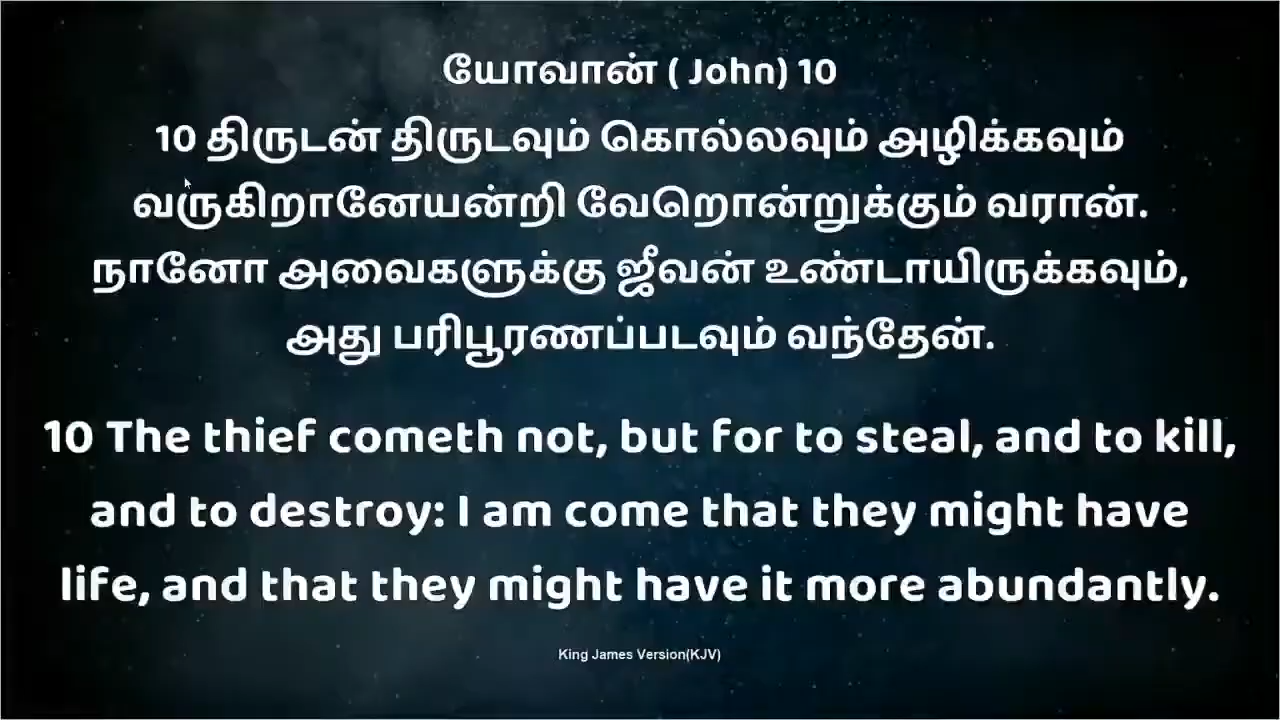 யோவான் ( John) 10
10 திருடன் திருடவும் கொல்லவும் அழிக்கவும்
வருகிறானேயன்றி வேறொன்றுக்கும் வரான்.
நானோ அவைகளுக்கு ஜீவன் உண்டாயிருக்கவும்,
அது பரிபூரணப்படவும் வந்தேன்.
10 The thief cometh not, but for to steal, and to kill,
and to destroy: I am come that they might have
life, and that they might have it more abundantly.
King James Version(KJV)